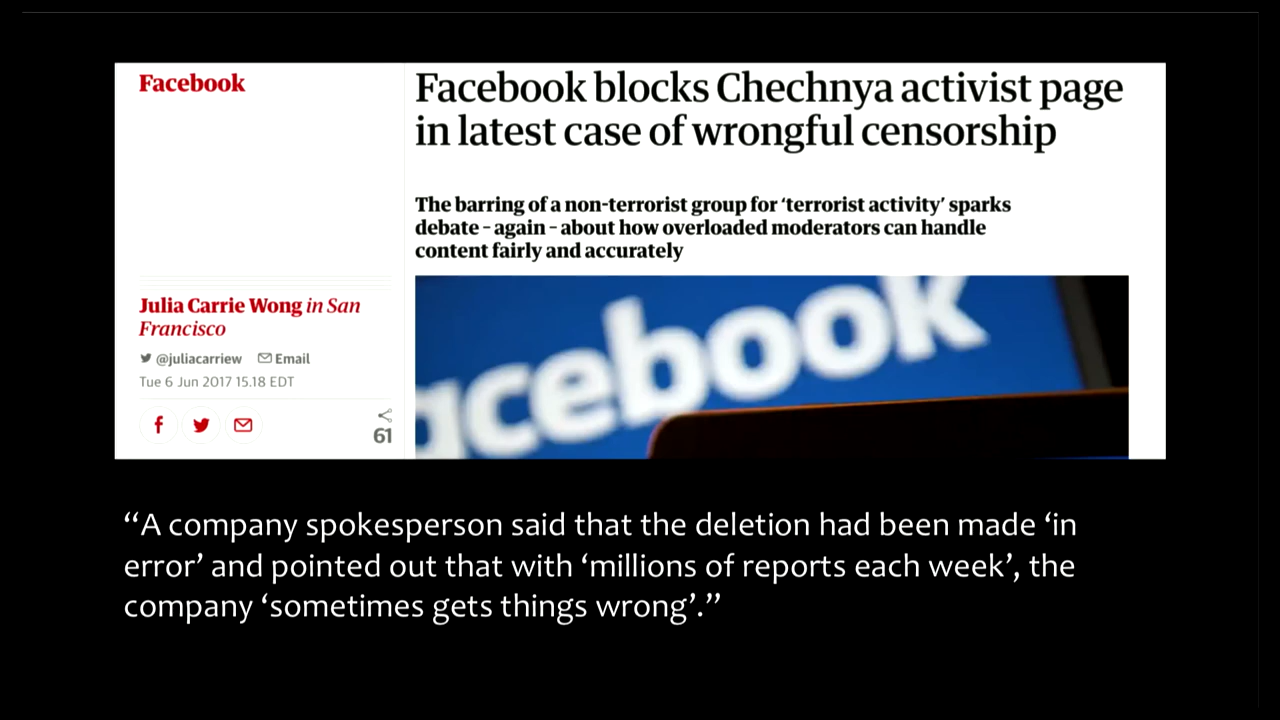 Facebook
Facebook blocks Chechnya activist page
in latest case of wrongful censorship
The barring of a non-terrorist group for ‘terrorist activity’ sparks
debate – again – about how overloaded moderators can handle
content fairly and accurately
Julia Carrie Wong in San
Francisco
@juliacarriew Email
Tue 6 Jun 2017 15.18 EDT
61
acebook
“A company spokesperson said that the deletion had been made ‘in
error’ and pointed out that with ‘millions of reports each week’, the
company ‘sometimes gets things wrong’.”